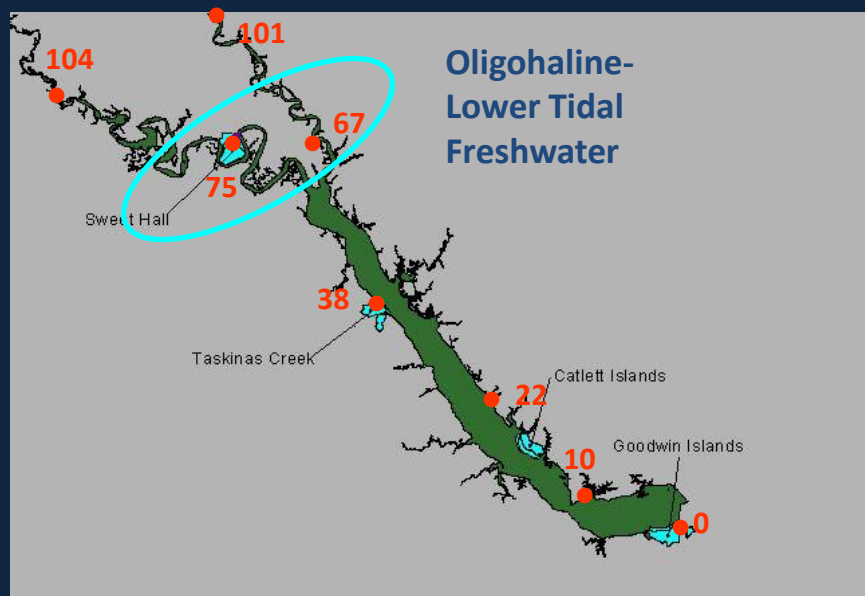 101
104
Oligohaline-
Lower Tidal
Freshwater
67
75
Sweet Hall
38
Taskinas Creek
Catlett Islands
22
Goodwin Islands
10
0